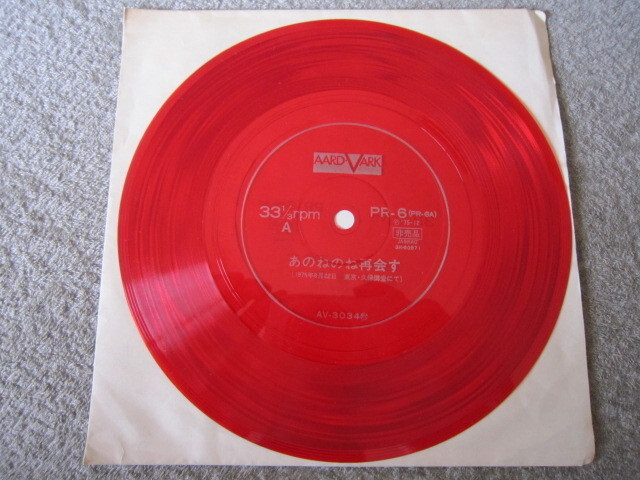 AARDVARK
33⅓rpm
A
PR-6 (PR-6A)
非売品
あのねのね再会す
AV-3034